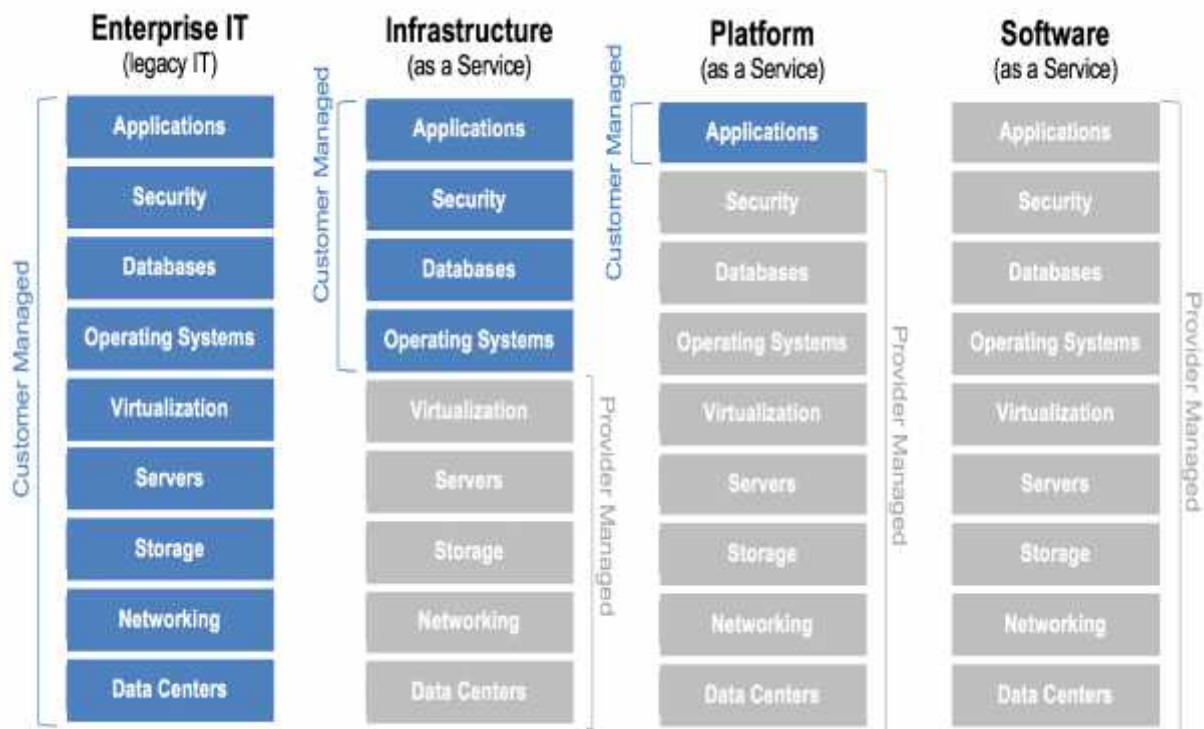 Enterprise IT
(legacy IT)
Customer Managed
Applications
Security
Databases
Operating Systems
Virtualization
Servers
Storage
Networking
Data Centers
Infrastructure
(as a Service)
Customer Managed
Applications
Security
Databases
Operating Systems
Virtualization
Servers
Storage
Networking
Data Centers
Provider Managed
Platform
(as a Service)
Customer Managed
Applications
Security
Databases
Operating Systems
Virtualization
Servers
Storage
Networking
Data Centers
Provider Managed
Software
(as a Service)
Applications
Security
Databases
Operating Systems
Virtualization
Servers
Storage
Networking
Data Centers
Provider Managed